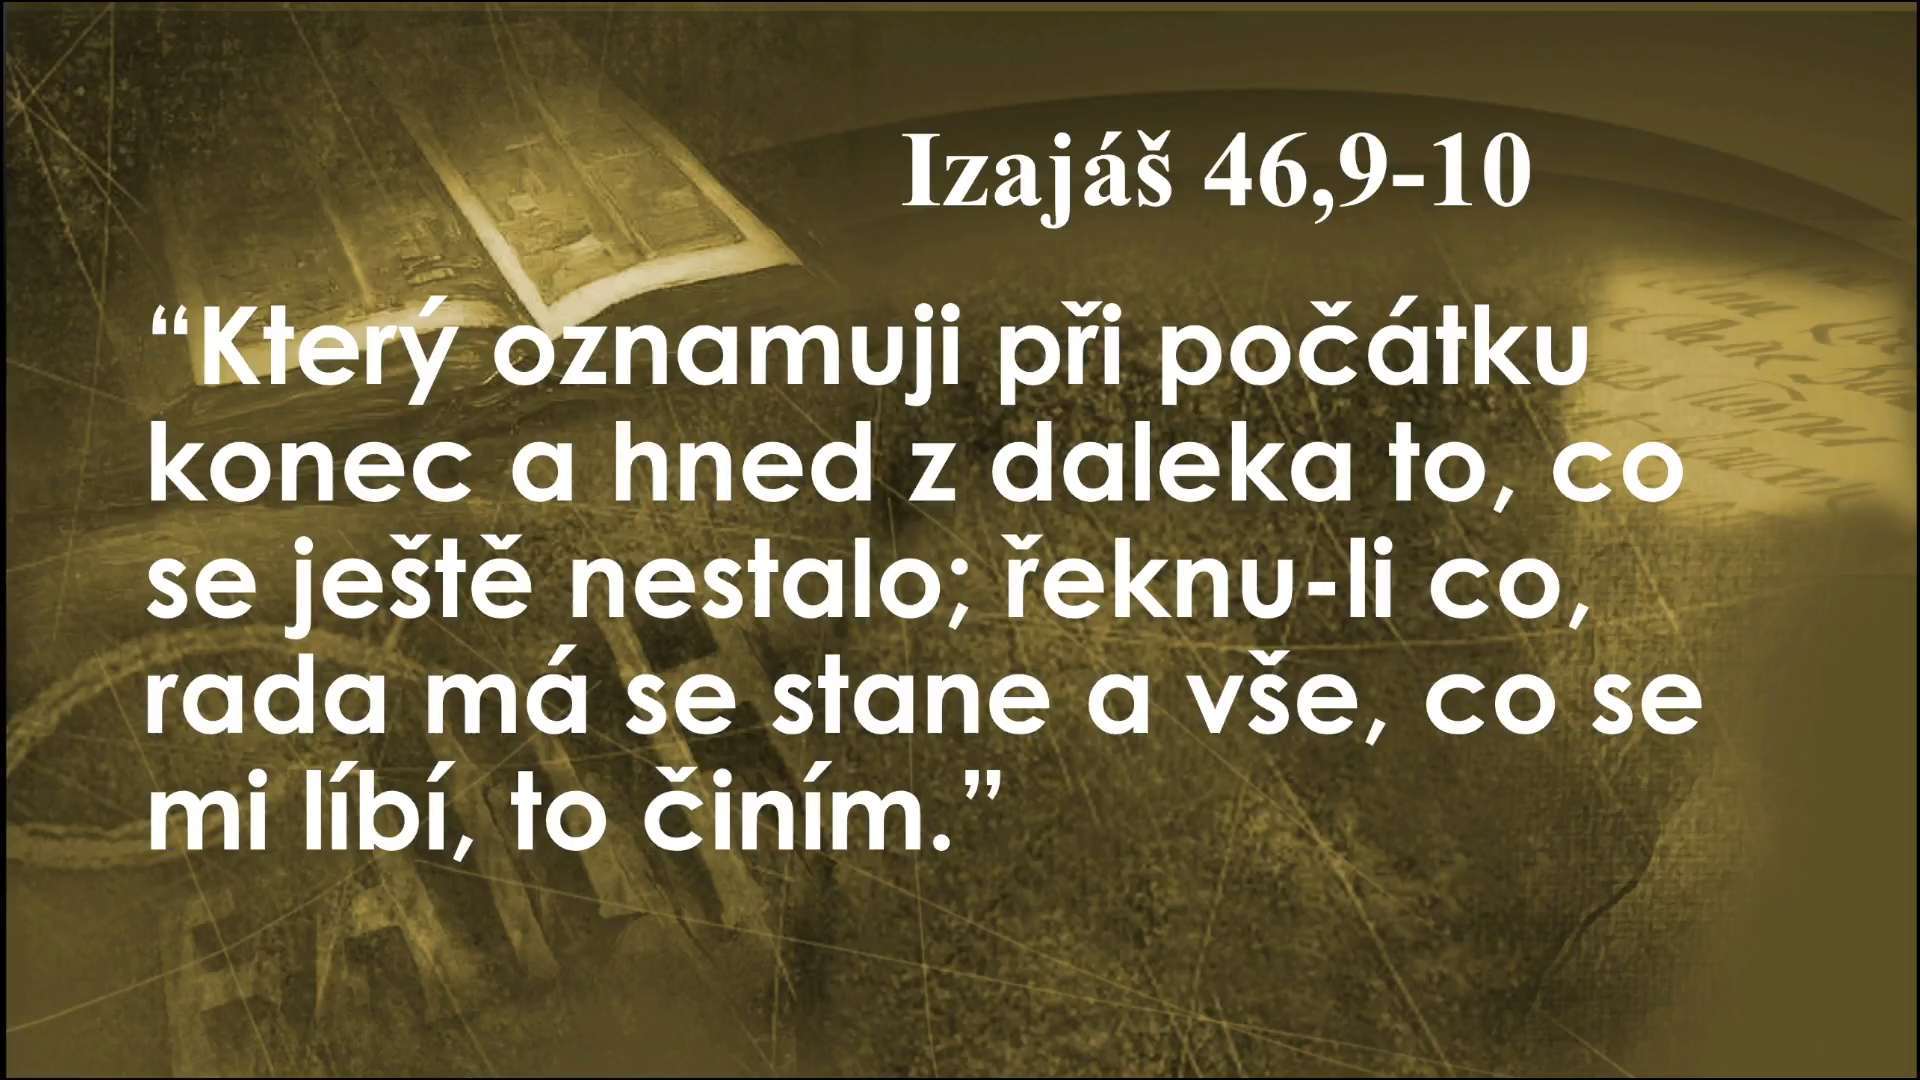 Izajáš 46,9-10
“Který oznamuji při počátku
konec a hned z daleka to, co
se ještě nestalo; řeknu-li co,
rada má se stane a vše, co se
mi líbí, to činím.”
FAITH